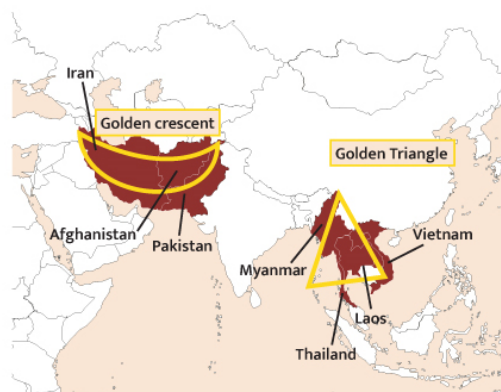 Iran
Golden crescent
Golden Triangle
Afghanistan
Pakistan
Vietnam
Myanmar
Laos
Thailand